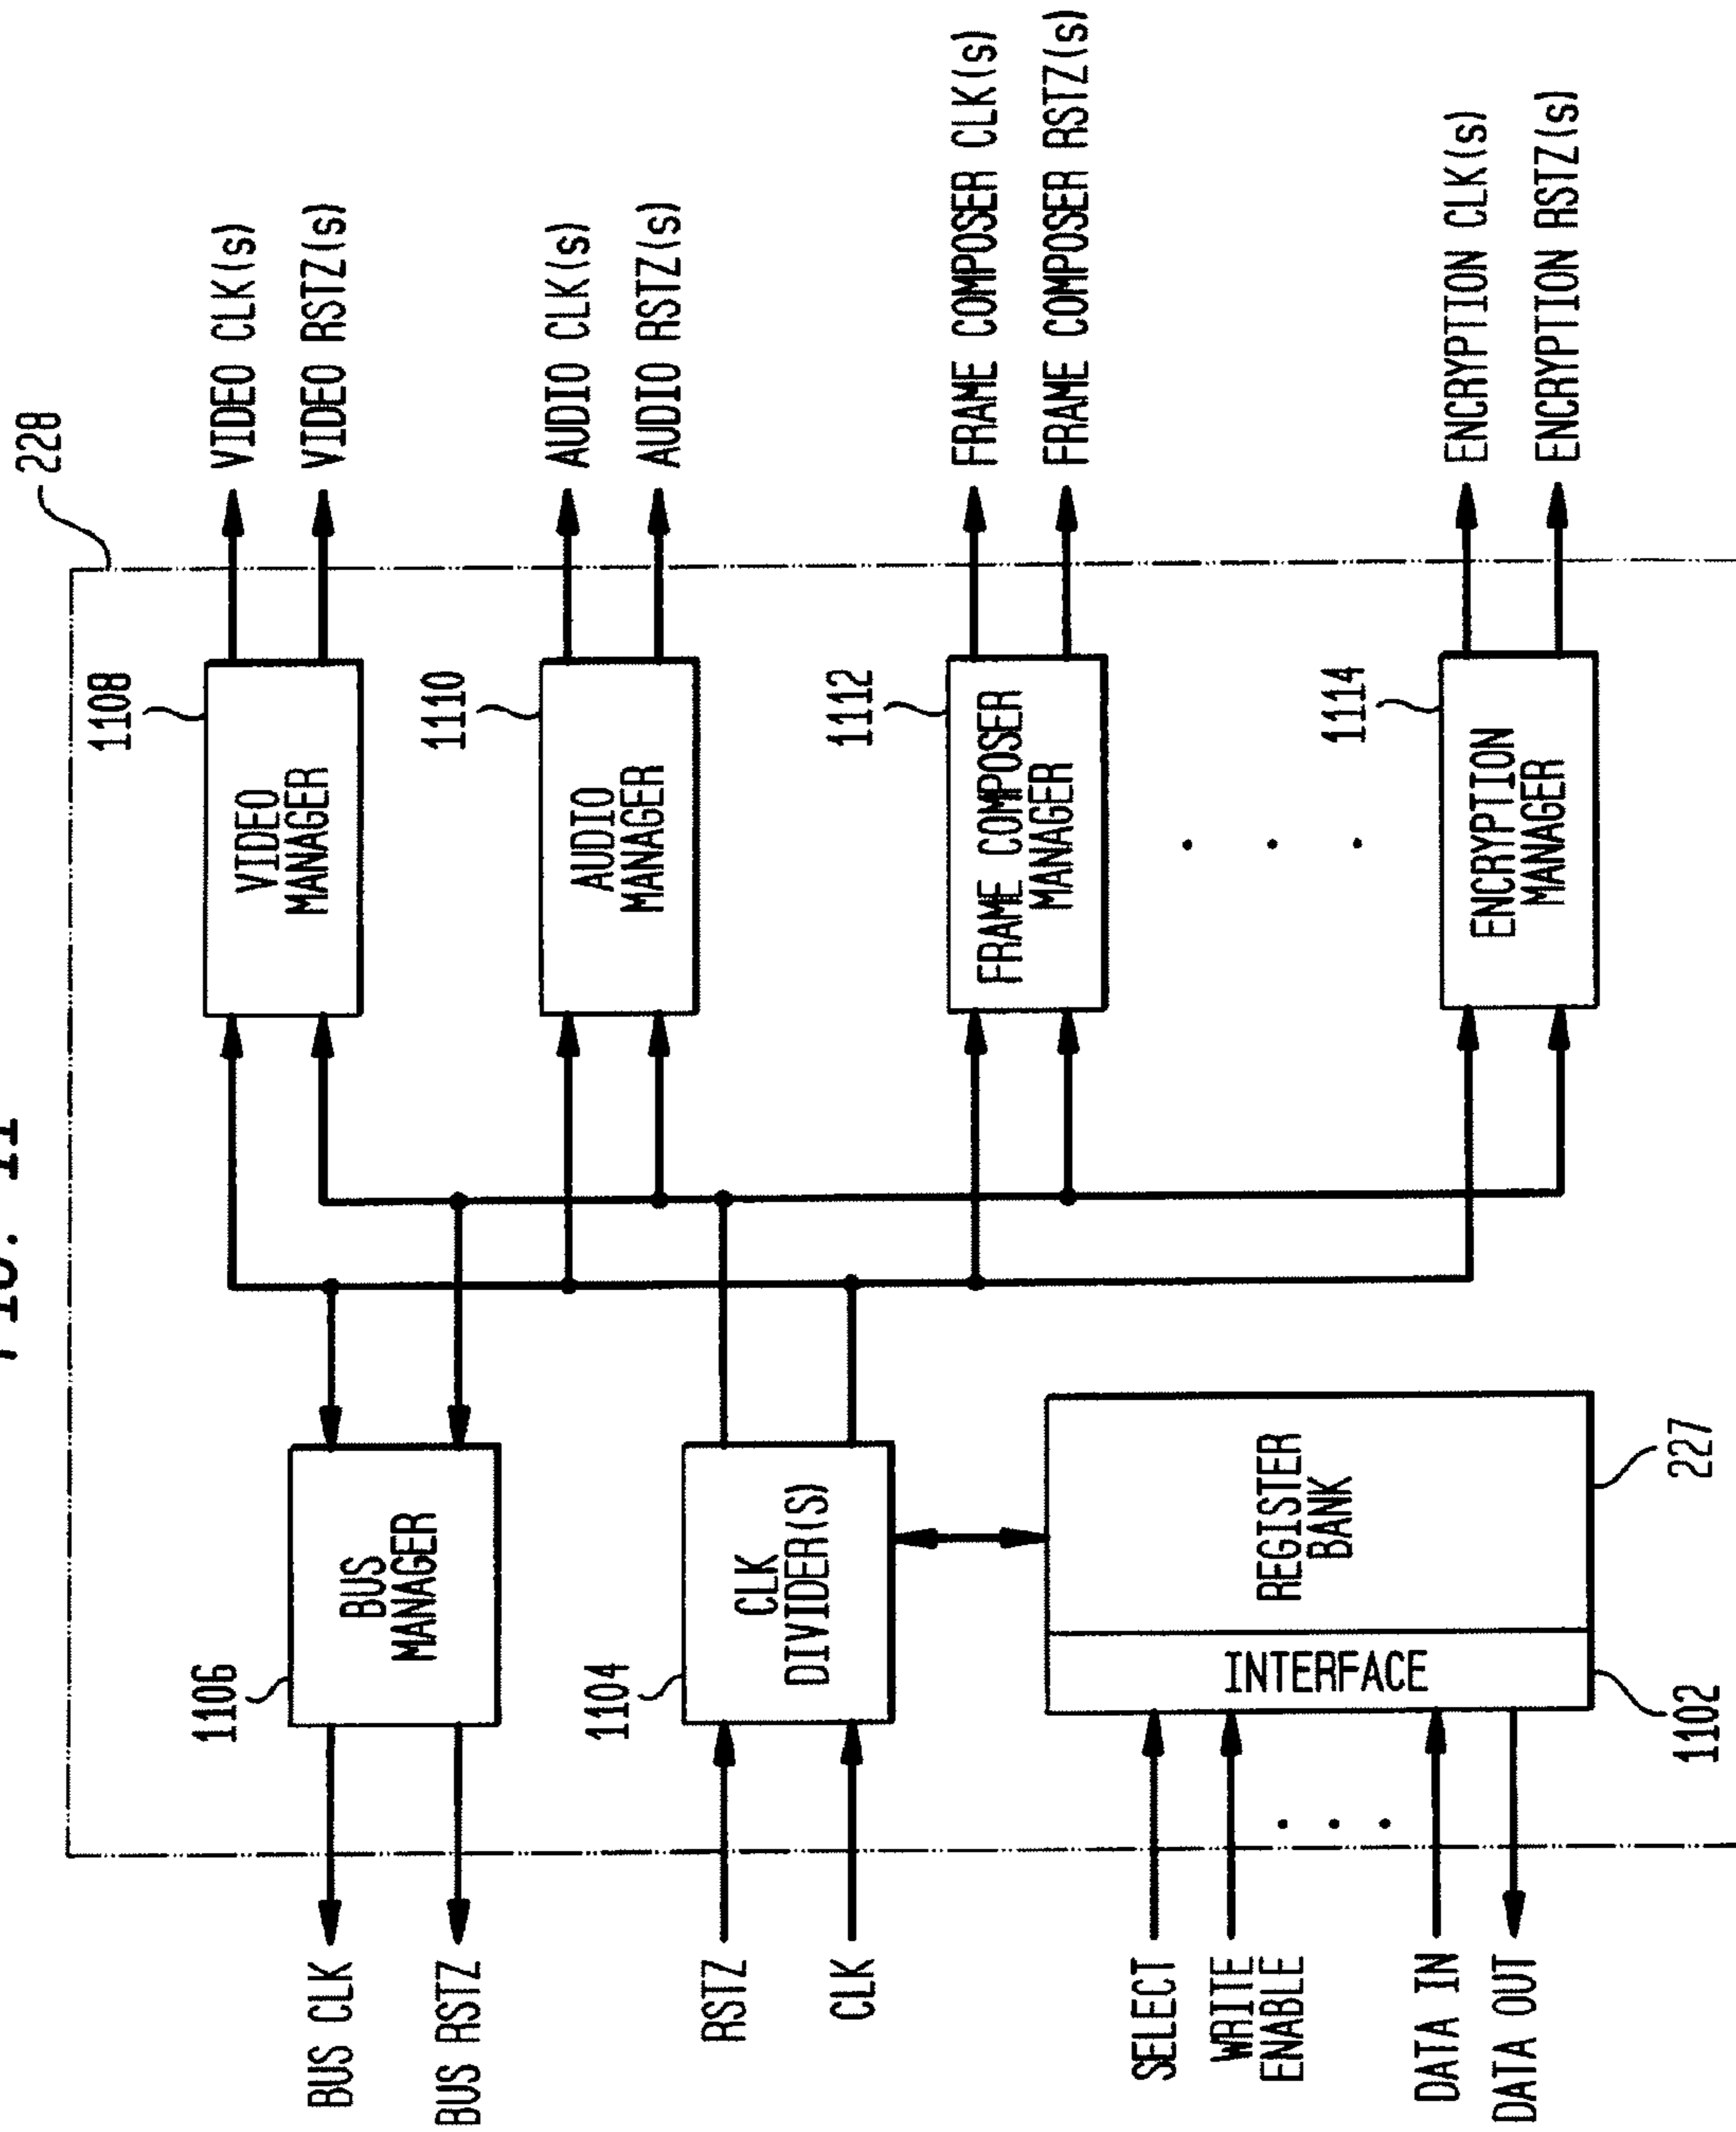 FIG. 11
228
BUS CLK
BUS RSTZ
1106
BUS
MANAGER
RSTZ
CLK
1104
CLK
DIVIDER(S)
SELECT
WRITE
ENABLE
DATA IN
DATA OUT
INTERFACE
1102
REGISTER
BANK
227
1108
VIDEO
MANAGER
VIDEO CLK(s)
VIDEO RSTZ(s)
1110
AUDIO
MANAGER
AUDIO CLK(s)
AUDIO RSTZ(s)
1112
FRAME COMPOSER
MANAGER
FRAME COMPOSER CLK(s)
FRAME COMPOSER RSTZ(s)
1114
ENCRYPTION
MANAGER
ENCRYPTION CLK(s)
ENCRYPTION RSTZ(s)